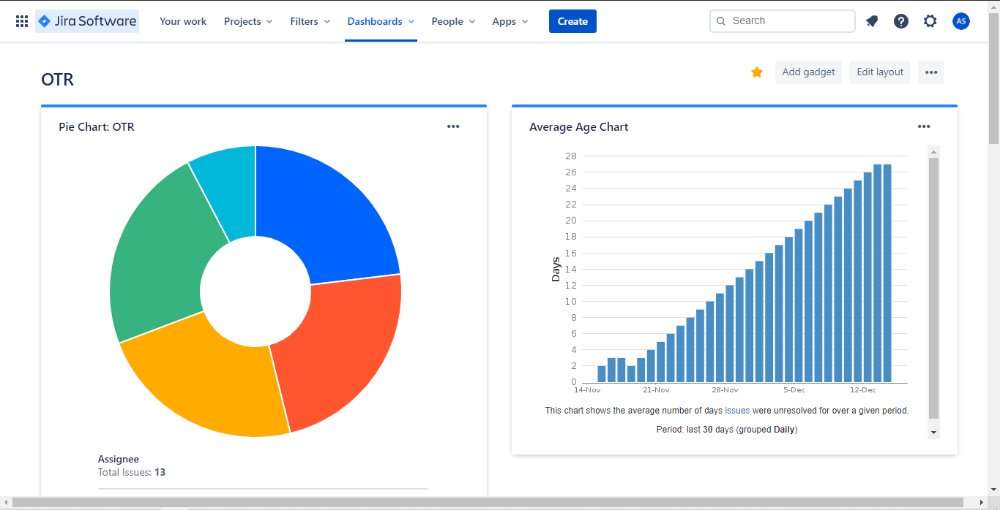 Jira Software Your work Projects Filters Dashboards People Apps Create Search ? AS
OTR
Add gadget Edit layout •••
Pie Chart: OTR •••
Assignee
Total Issues: 13
Average Age Chart •••
28
26
24
22
20
18
16
14
12
10
8
6
4
2
0
Days
14-Nov 21-Nov 28-Nov 5-Dec 12-Dec
This chart shows the average number of days issues were unresolved for over a given period.
Period: last 30 days (grouped Daily)